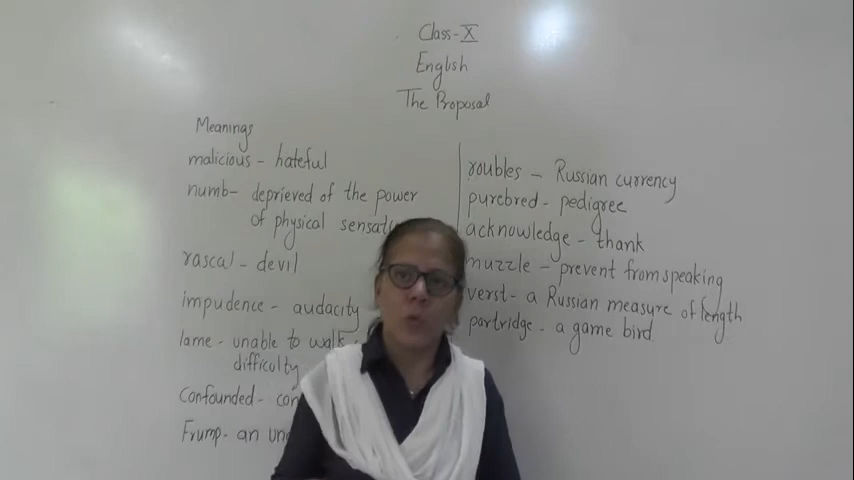 Class-X
English
The Proposal
Meanings
malicious - hateful
numb- deprieved of the power
of physical
rascal - devil
impudence - audacity
lame - unable to walk
difficulty
Confounded -
Frump- an
roubles - Russian currency
purebred - pedigree
acknowledge - thank
muzzle - prevent from speaking
verst - a Russian measure of length
partridge - a game bird